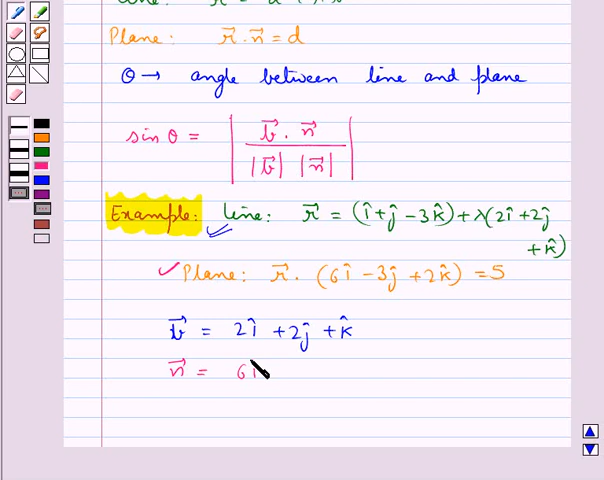 Plane: r⃗ . n⃗ = d
θ → angle between line and plane
sin θ = | b⃗ . n⃗ / |b⃗| |n⃗| |
Example: Line: r⃗ = (î + ĵ - 3k̂) + λ(2î + 2ĵ
+ k̂)
Plane: r⃗ . (6î - 3ĵ + 2k̂) = 5
b⃗ = 2î + 2ĵ + k̂
n⃗ = 6î